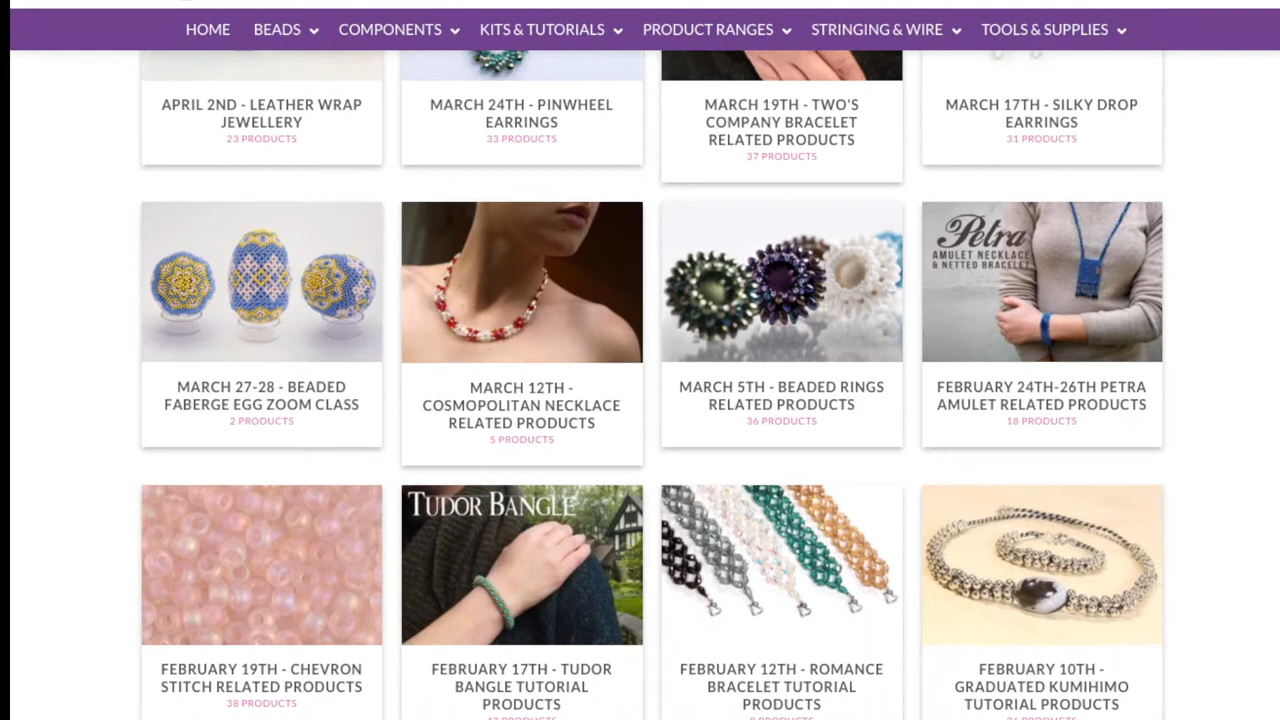 HOME BEADS COMPONENTS KITS & TUTORIALS PRODUCT RANGES STRINGING & WIRE TOOLS & SUPPLIES
APRIL 2ND - LEATHER WRAP
JEWELLERY
23 PRODUCTS
MARCH 24TH - PINWHEEL
EARRINGS
33 PRODUCTS
MARCH 19TH - TWO'S
COMPANY BRACELET
RELATED PRODUCTS
37 PRODUCTS
MARCH 17TH - SILKY DROP
EARRINGS
31 PRODUCTS
Petra
AMULET NECKLACE
& NETTED BRACELET
MARCH 27-28 - BEADED
FABERGE EGG ZOOM CLASS
2 PRODUCTS
MARCH 12TH -
COSMOPOLITAN NECKLACE
RELATED PRODUCTS
5 PRODUCTS
MARCH 5TH - BEADED RINGS
RELATED PRODUCTS
36 PRODUCTS
FEBRUARY 24TH-26TH PETRA
AMULET RELATED PRODUCTS
18 PRODUCTS
TUDOR BANGLE
FEBRUARY 19TH - CHEVRON
STITCH RELATED PRODUCTS
38 PRODUCTS
FEBRUARY 17TH - TUDOR
BANGLE TUTORIAL
PRODUCTS
FEBRUARY 12TH - ROMANCE
BRACELET TUTORIAL
PRODUCTS
FEBRUARY 10TH -
GRADUATED KUMIHIMO
TUTORIAL PRODUCTS